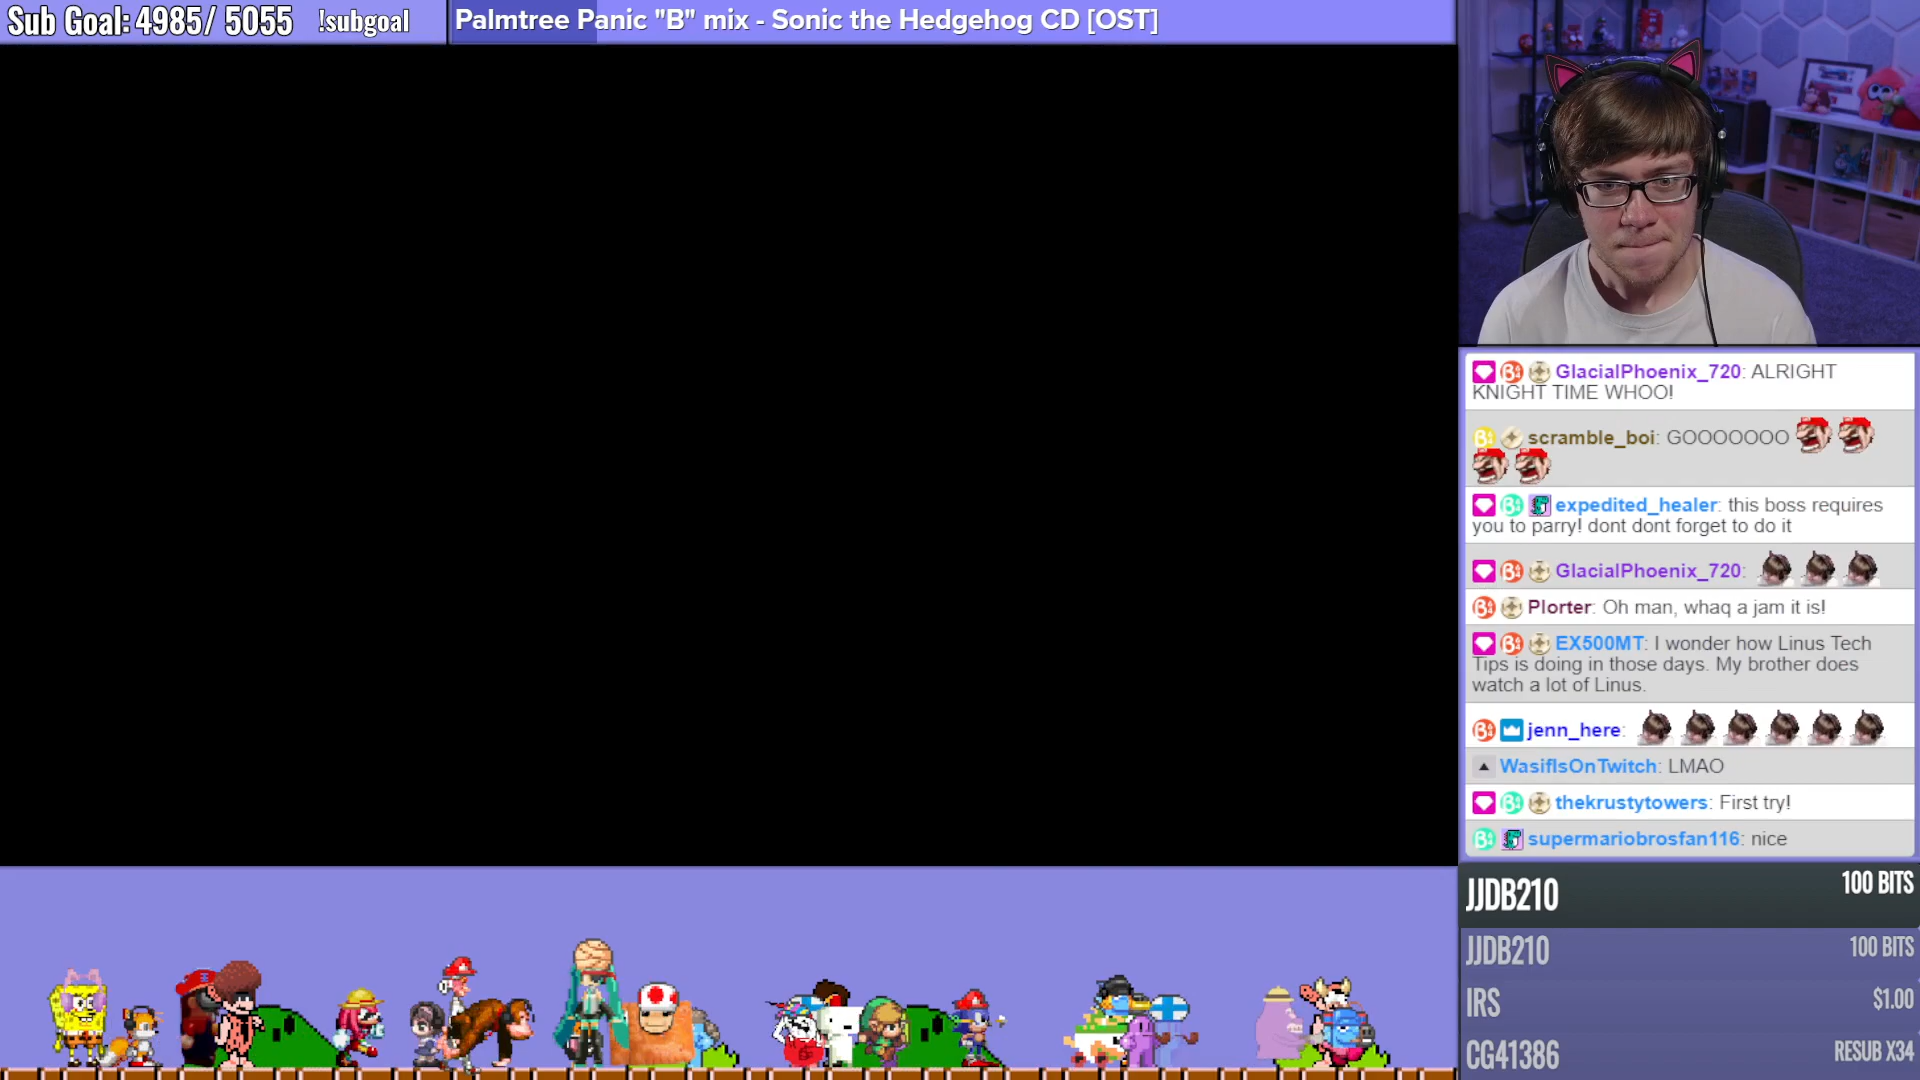 Sub Goal: 4985/ 5055 !subgoal
Palmtree Panic "B" mix - Sonic the Hedgehog CD [OST]
GlacialPhoenix_720: ALRIGHT
KNIGHT TIME WHOO!
scramble_boi: GOOOOOOO
expedited_healer: this boss requires
you to parry! dont dont forget to do it
GlacialPhoenix_720:
Plorter: Oh man, whaq a jam it is!
EX500MT: I wonder how Linus Tech
Tips is doing in those days. My brother does
watch a lot of Linus.
jenn_here:
WasifIsOnTwitch: LMAO
thekrustytowers: First try!
supermariobrosfan116: nice
JJDB210 100 BITS
JJDB210 100 BITS
IRS $1.00
CG41386 RESUB X34